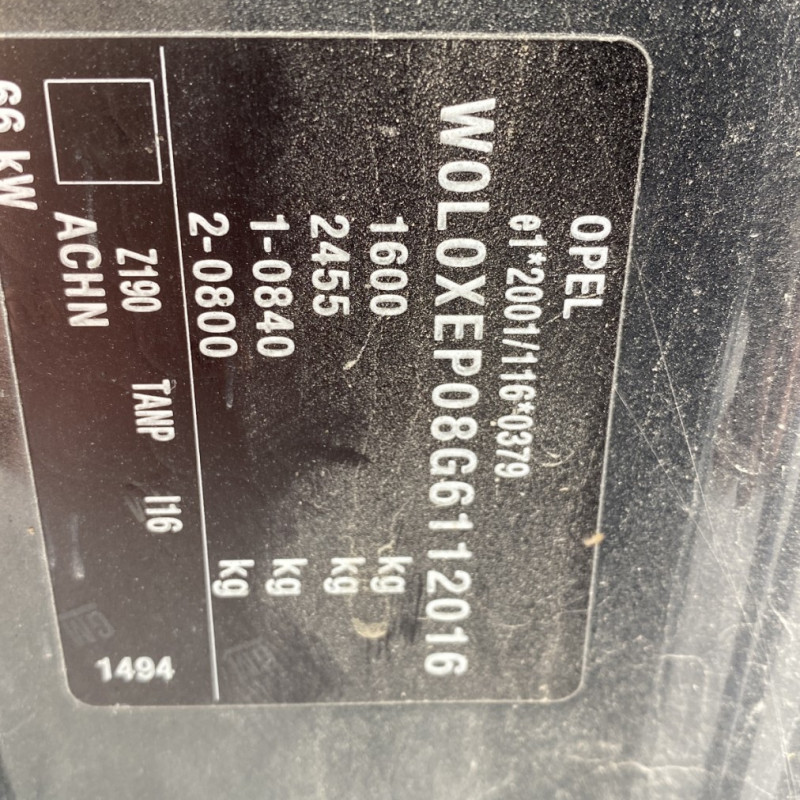 OPEL
e1*2001/116*0379
W0L0XEP08G6112016
1600 kg
2455 kg
1-0840 kg
2-0800 kg
Z190 TANP I16
ACHN 1494
66 kW